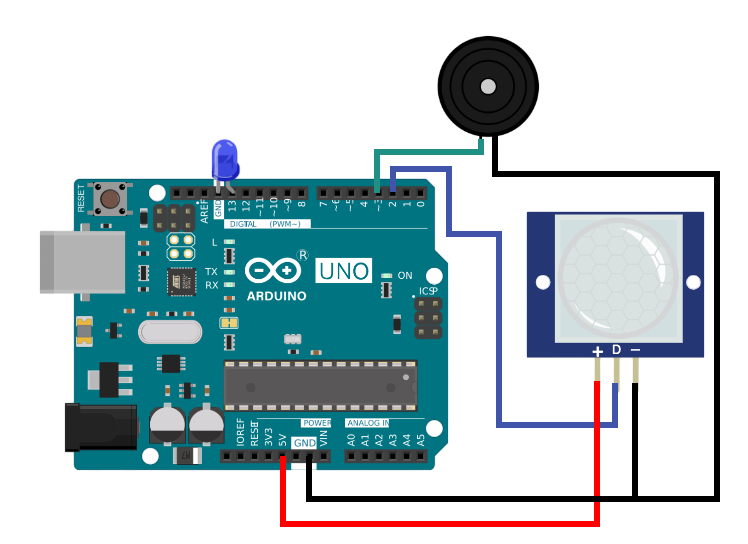 RESET
AREF
GND
13
12
~11
~10
~9
8
7
~6
~5
4
~3
2
1
0
DIGITAL (PWM~)
L
TX
RX
® UNO
ARDUINO
ON
ICSP
+ D −
POWER
ANALOG IN
IOREF
RESET
3V3
5V
GND
VIN
A0
A1
A2
A3
A4
A5